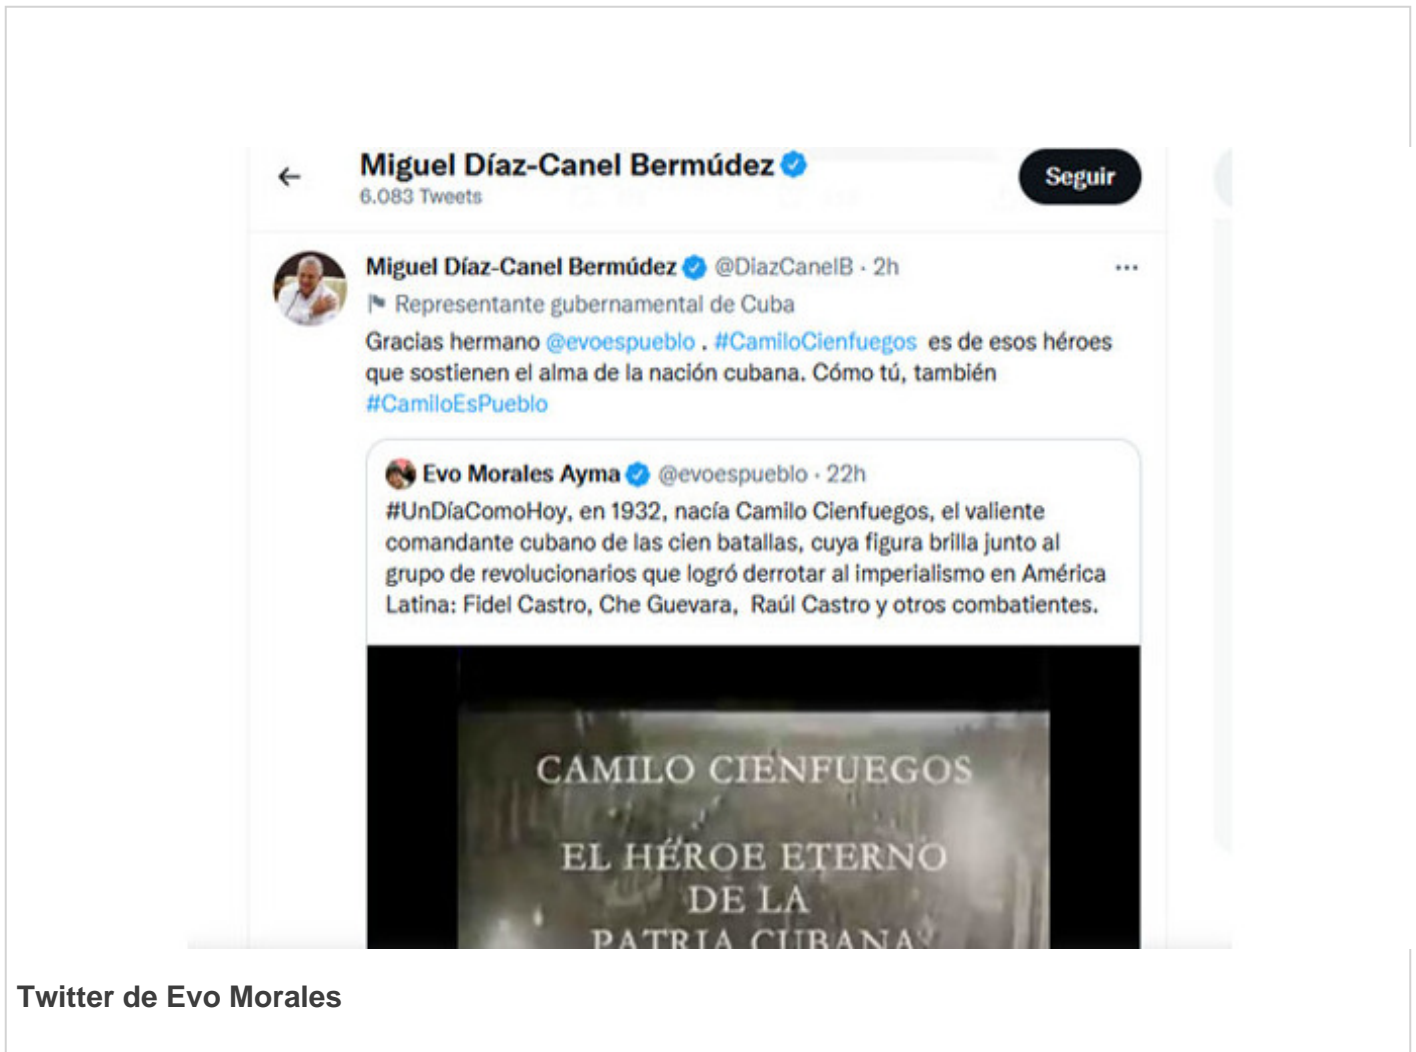 Miguel Díaz-Canel Bermúdez
6.083 Tweets
Seguir
Miguel Díaz-Canel Bermúdez @DiazCanelB · 2h
Representante gubernamental de Cuba
Gracias hermano @evoespueblo . #CamiloCienfuegos es de esos héroes
que sostienen el alma de la nación cubana. Cómo tú, también
#CamiloEsPueblo
Evo Morales Ayma @evoespueblo · 22h
#UnDíaComoHoy, en 1932, nacía Camilo Cienfuegos, el valiente
comandante cubano de las cien batallas, cuya figura brilla junto al
grupo de revolucionarios que logró derrotar al imperialismo en América
Latina: Fidel Castro, Che Guevara, Raúl Castro y otros combatientes.
CAMILO CIENFUEGOS
EL HÉROE ETERNO
DE LA
PATRIA CUBANA
Twitter de Evo Morales